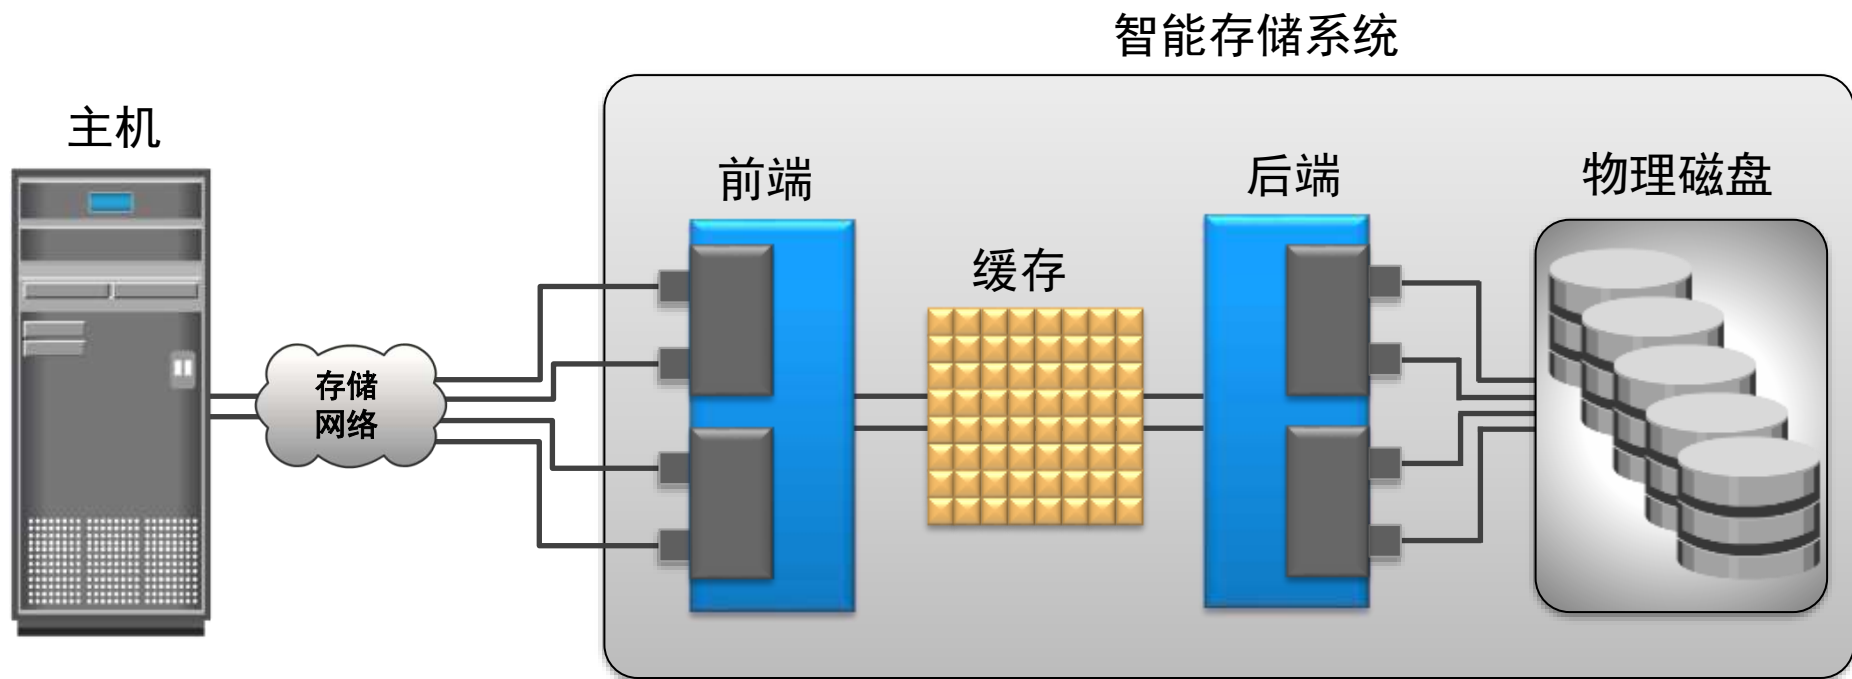 智能存储系统
主机
前端
后端
物理磁盘
缓存
存储
网络